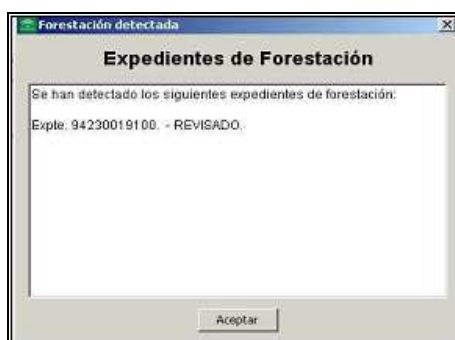 Forestación detectada
Expedientes de Forestación
Se han detectado los siguientes expedientes de forestación:
Expte. 94230019100. - REVISADO.
Aceptar